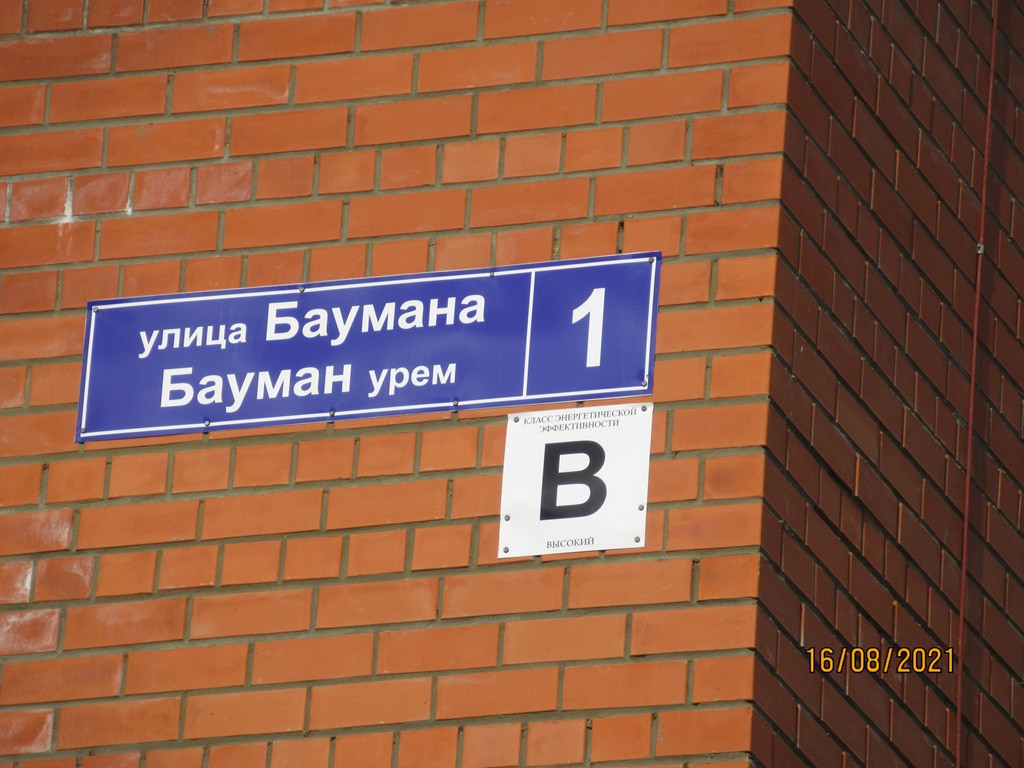 улица Баумана
Бауман урем
1
КЛАСС ЭНЕРГЕТИЧЕСКОЙ
ЭФФЕКТИВНОСТИ
B
ВЫСОКИЙ
16/08/2021